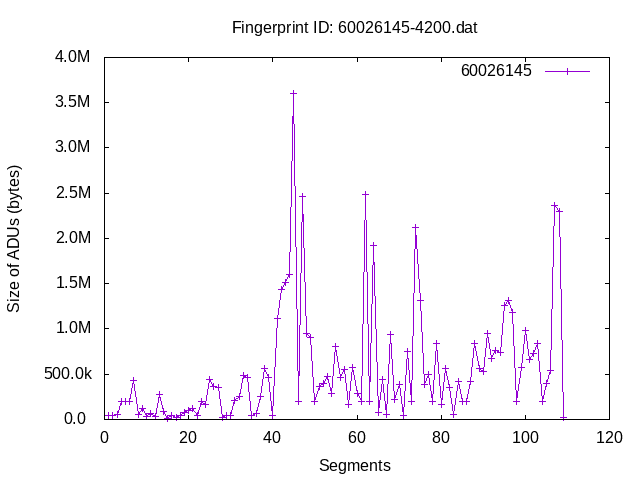 Fingerprint ID: 60026145-4200.dat
60026145
Size of ADUs (bytes)
4.0M
3.5M
3.0M
2.5M
2.0M
1.5M
1.0M
500.0k
0.0
0 20 40 60 80 100 120
Segments